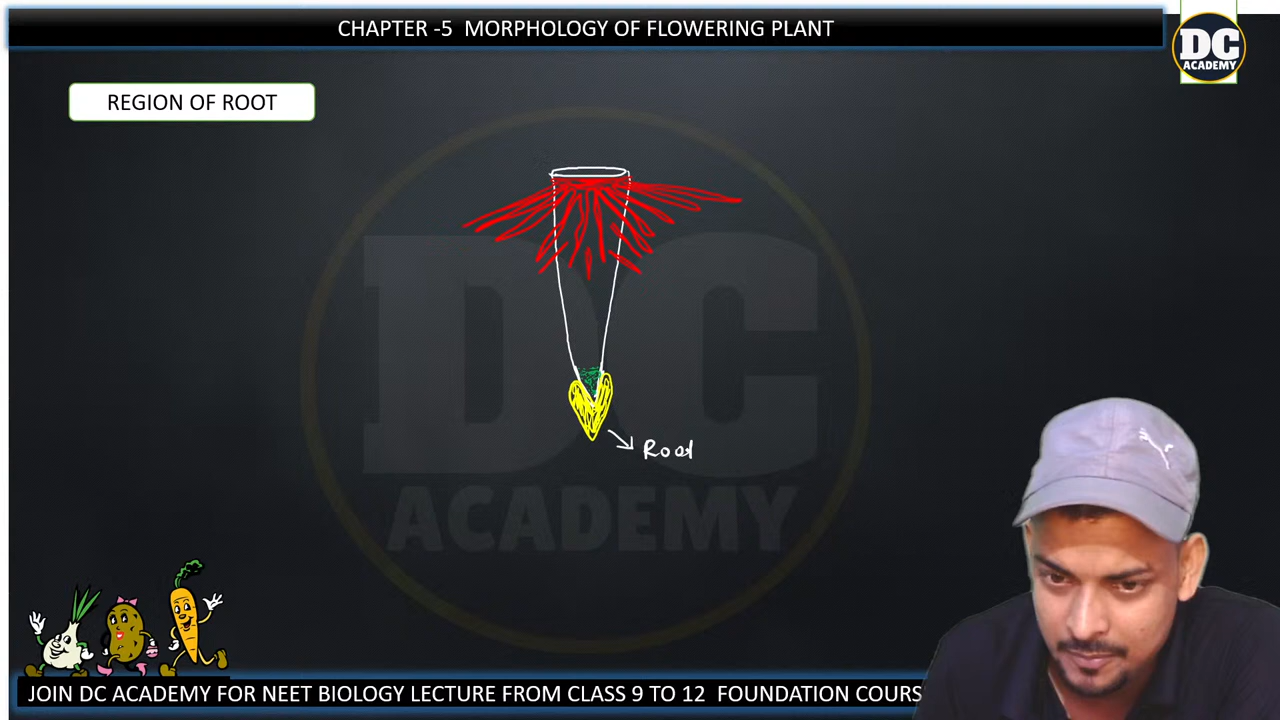 CHAPTER -5 MORPHOLOGY OF FLOWERING PLANT
DC
ACADEMY
REGION OF ROOT
DC
ACADEMY
Root
JOIN DC ACADEMY FOR NEET BIOLOGY LECTURE FROM CLASS 9 TO 12 FOUNDATION COURS